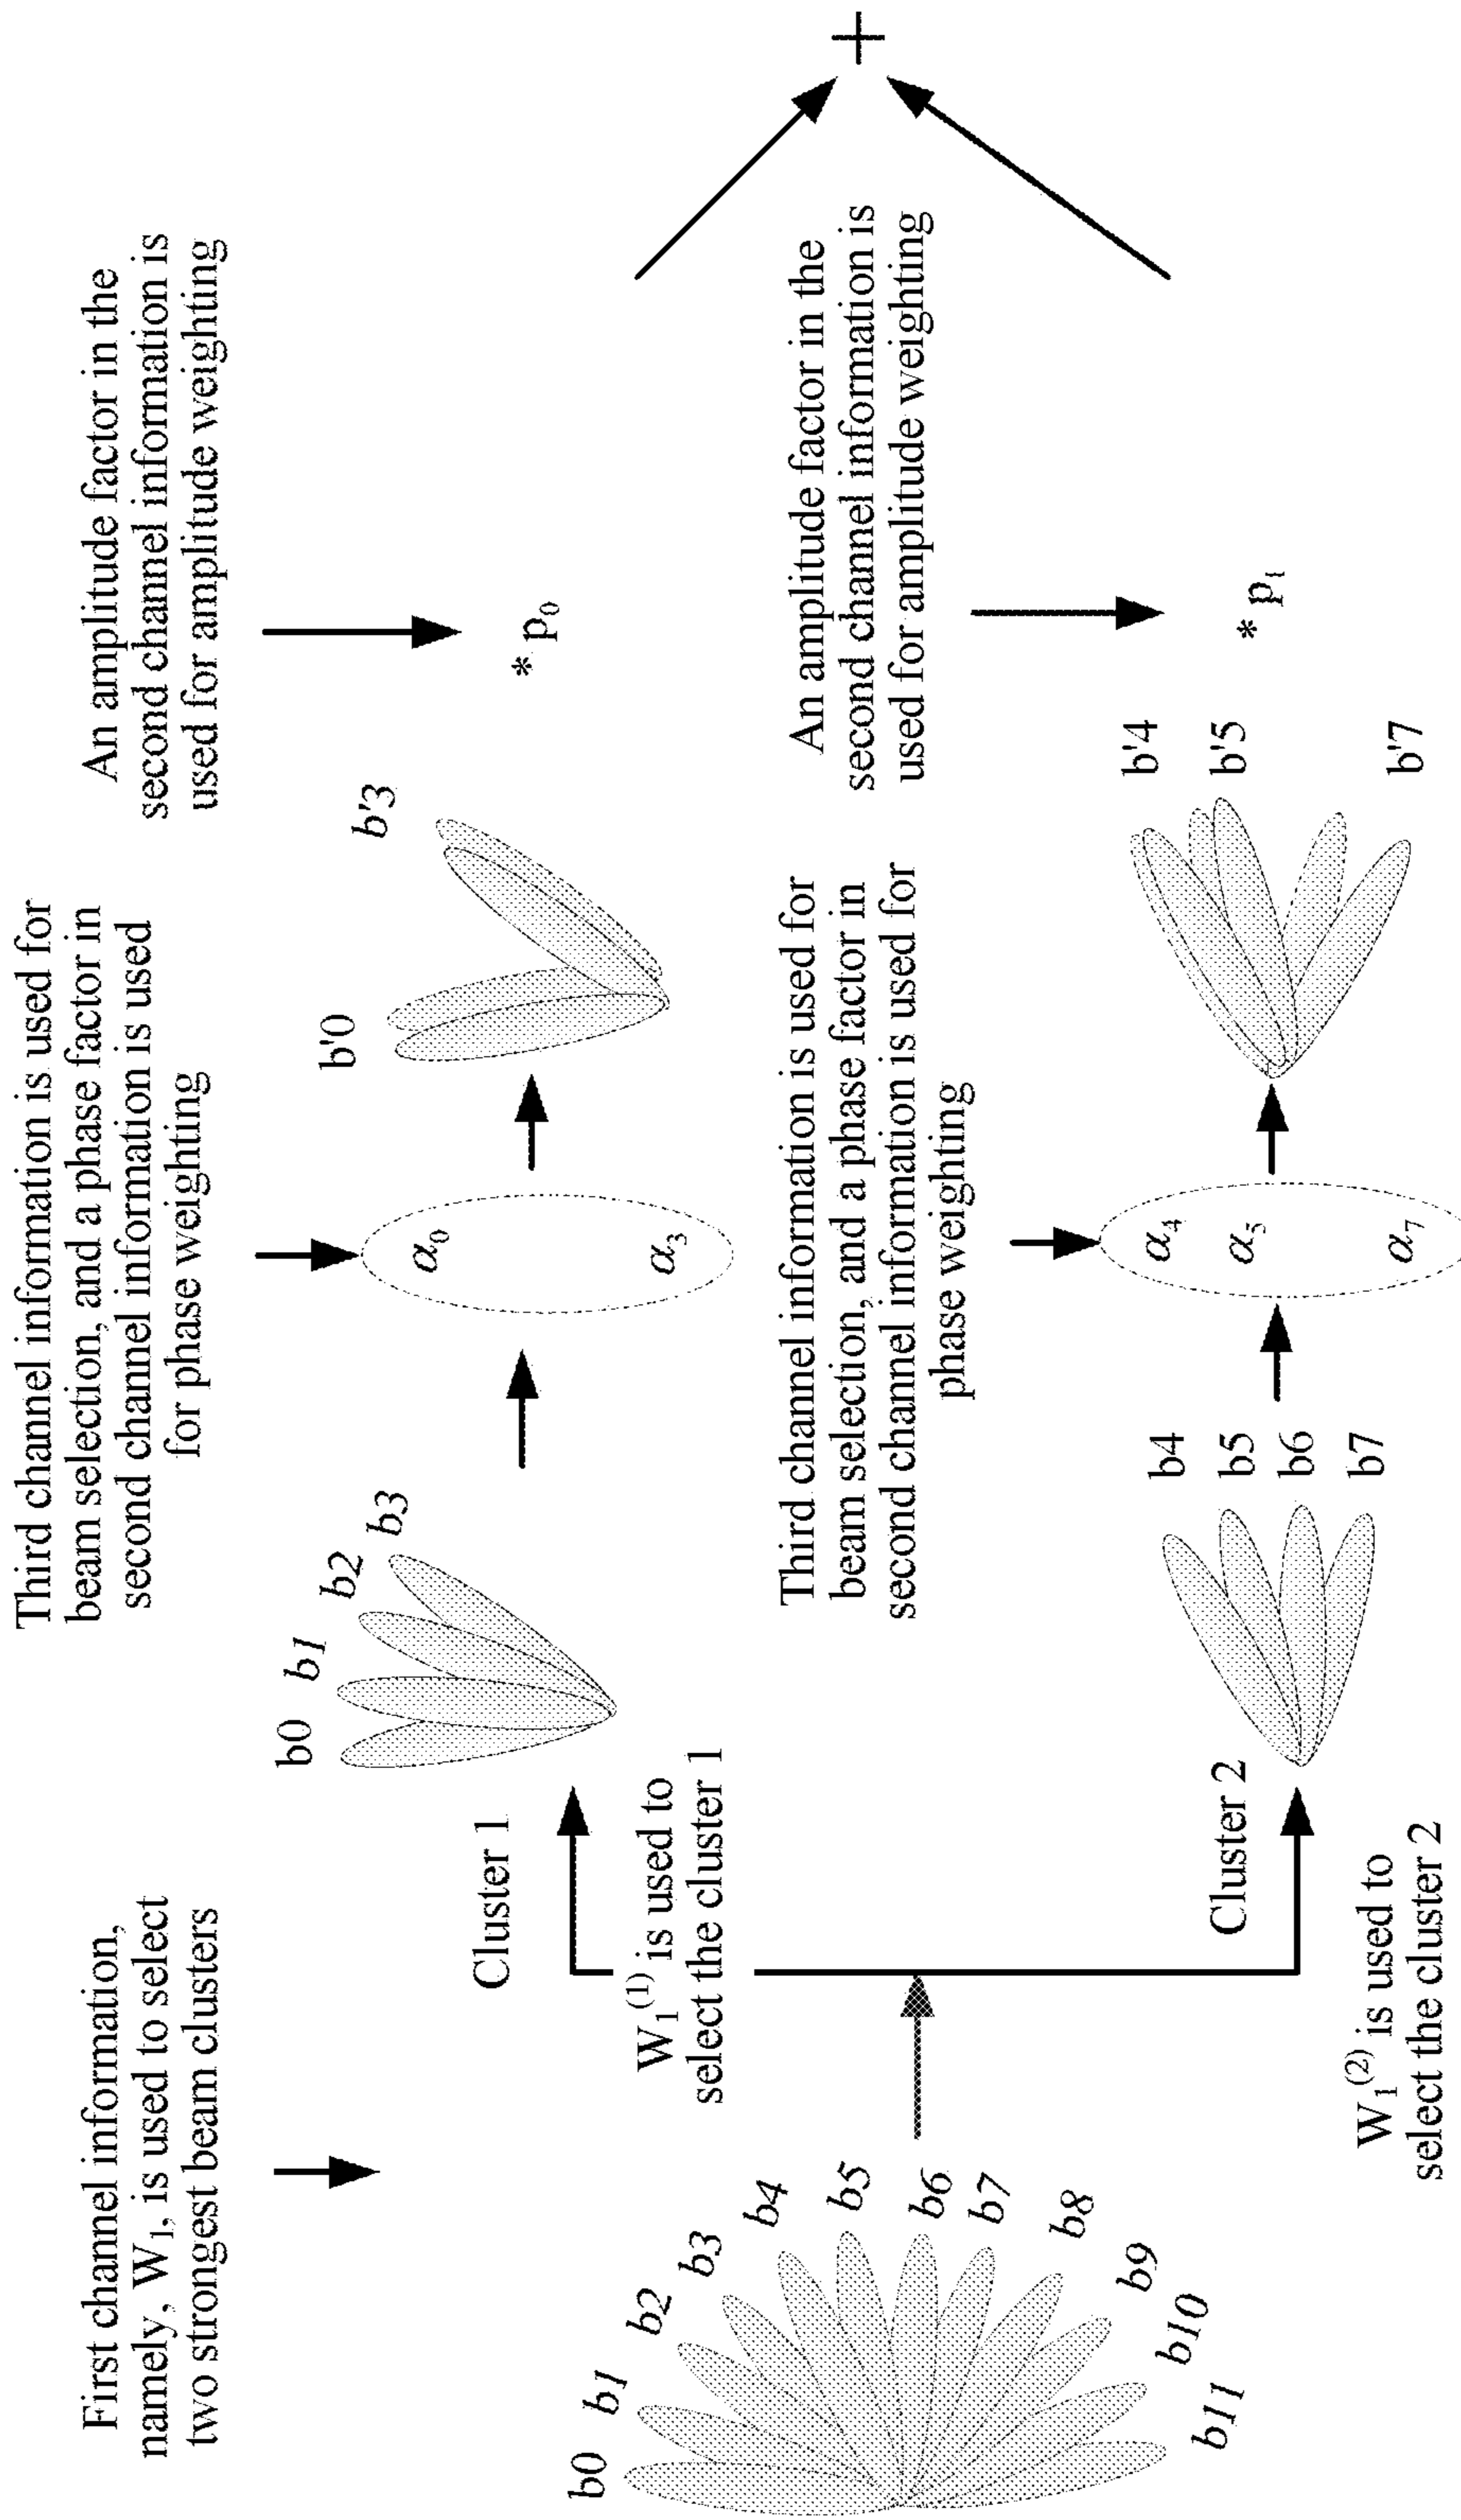 First channel information,
namely, W₁, is used to select
two strongest beam clusters
b0
b1
b2
b3
b4
b5
b6
b7
b8
b9
b10
b11
Cluster 1
W₁⁽¹⁾ is used to
select the cluster 1
Cluster 2
W₁⁽²⁾ is used to
select the cluster 2
b0
b1
b2
b3
Third channel information is used for
beam selection, and a phase factor in
second channel information is used
for phase weighting
α₀
α₃
b'0
b'3
An amplitude factor in the
second channel information is
used for amplitude weighting
* p₀
b4
b5
b6
b7
Third channel information is used for
beam selection, and a phase factor in
second channel information is used for
phase weighting
α₄
α₅
α₇
b'4
b'5
b'7
An amplitude factor in the
second channel information is
used for amplitude weighting
* p₁
+